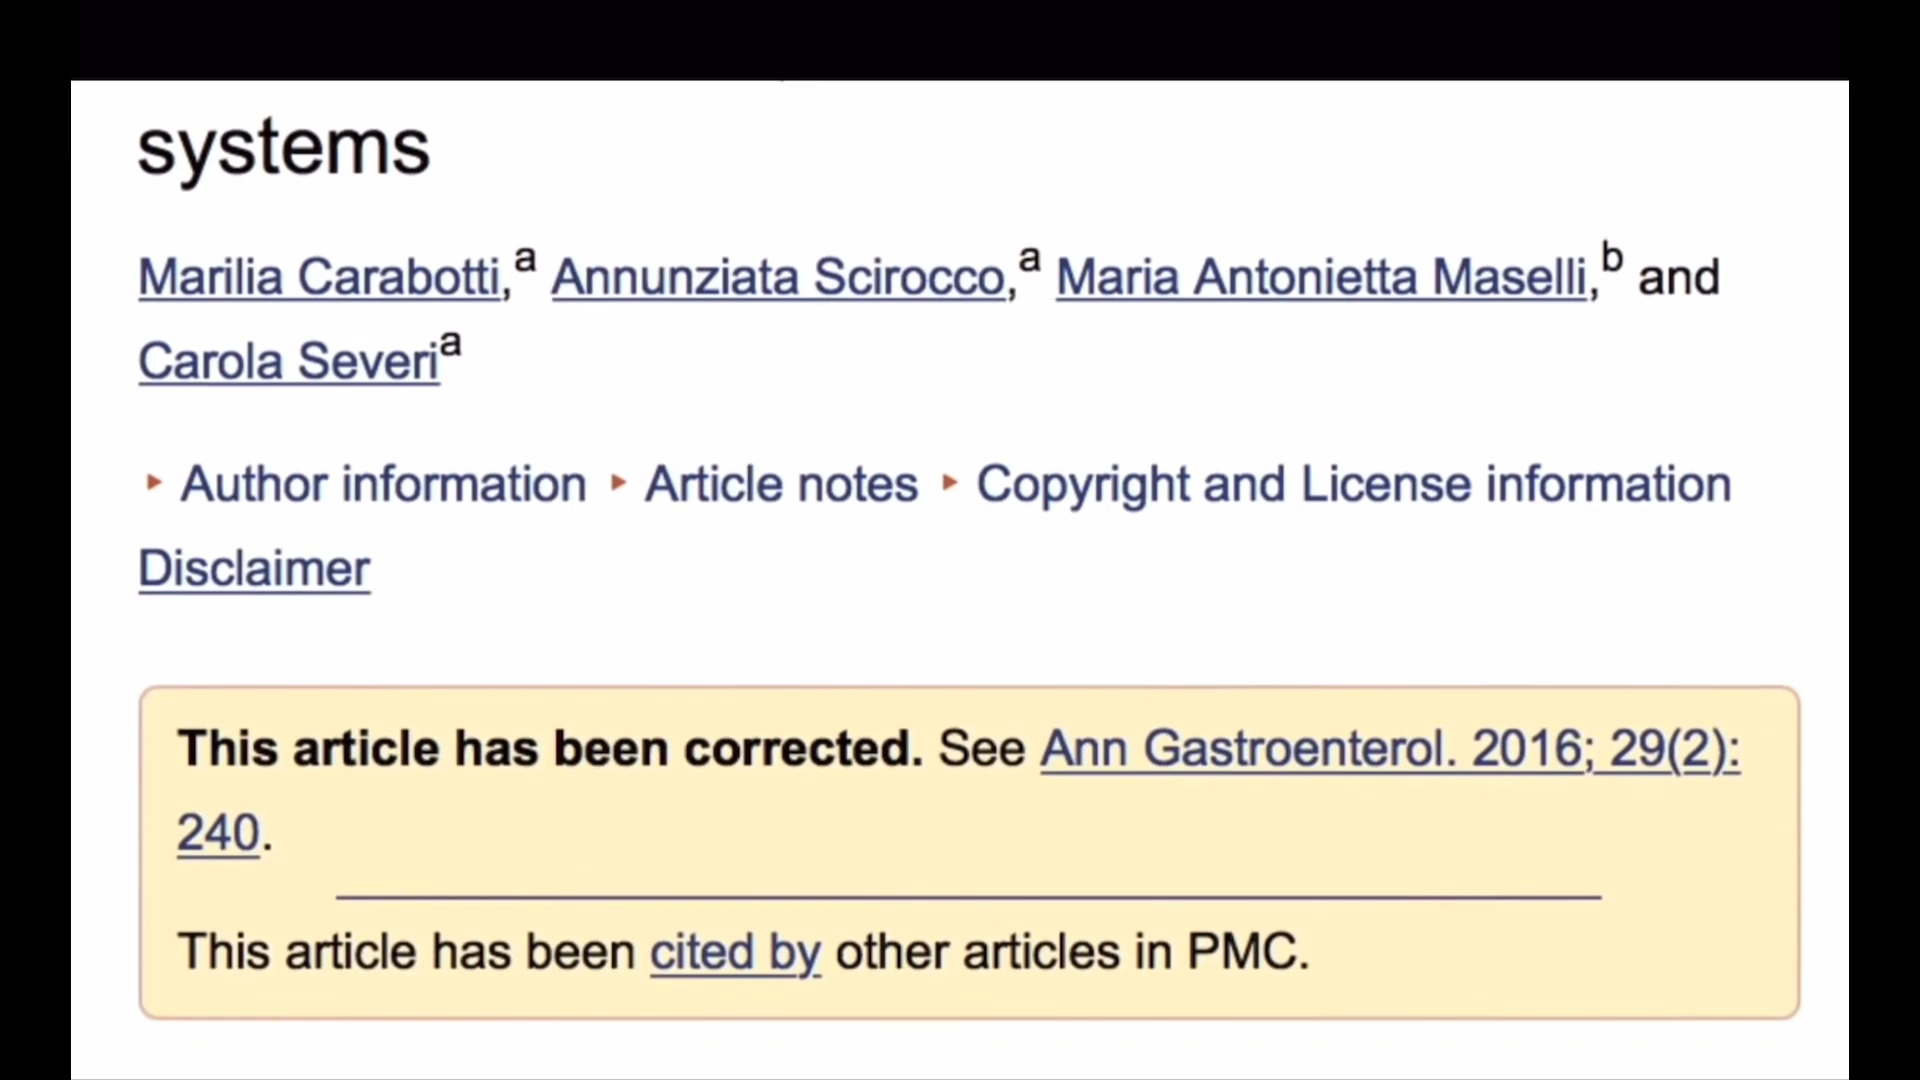 systems
Marilia Carabotti,a Annunziata Scirocco,a Maria Antonietta Maselli,b and
Carola Severia
▸ Author information ▸ Article notes ▸ Copyright and License information
Disclaimer
This article has been corrected. See Ann Gastroenterol. 2016; 29(2):
240.
This article has been cited by other articles in PMC.